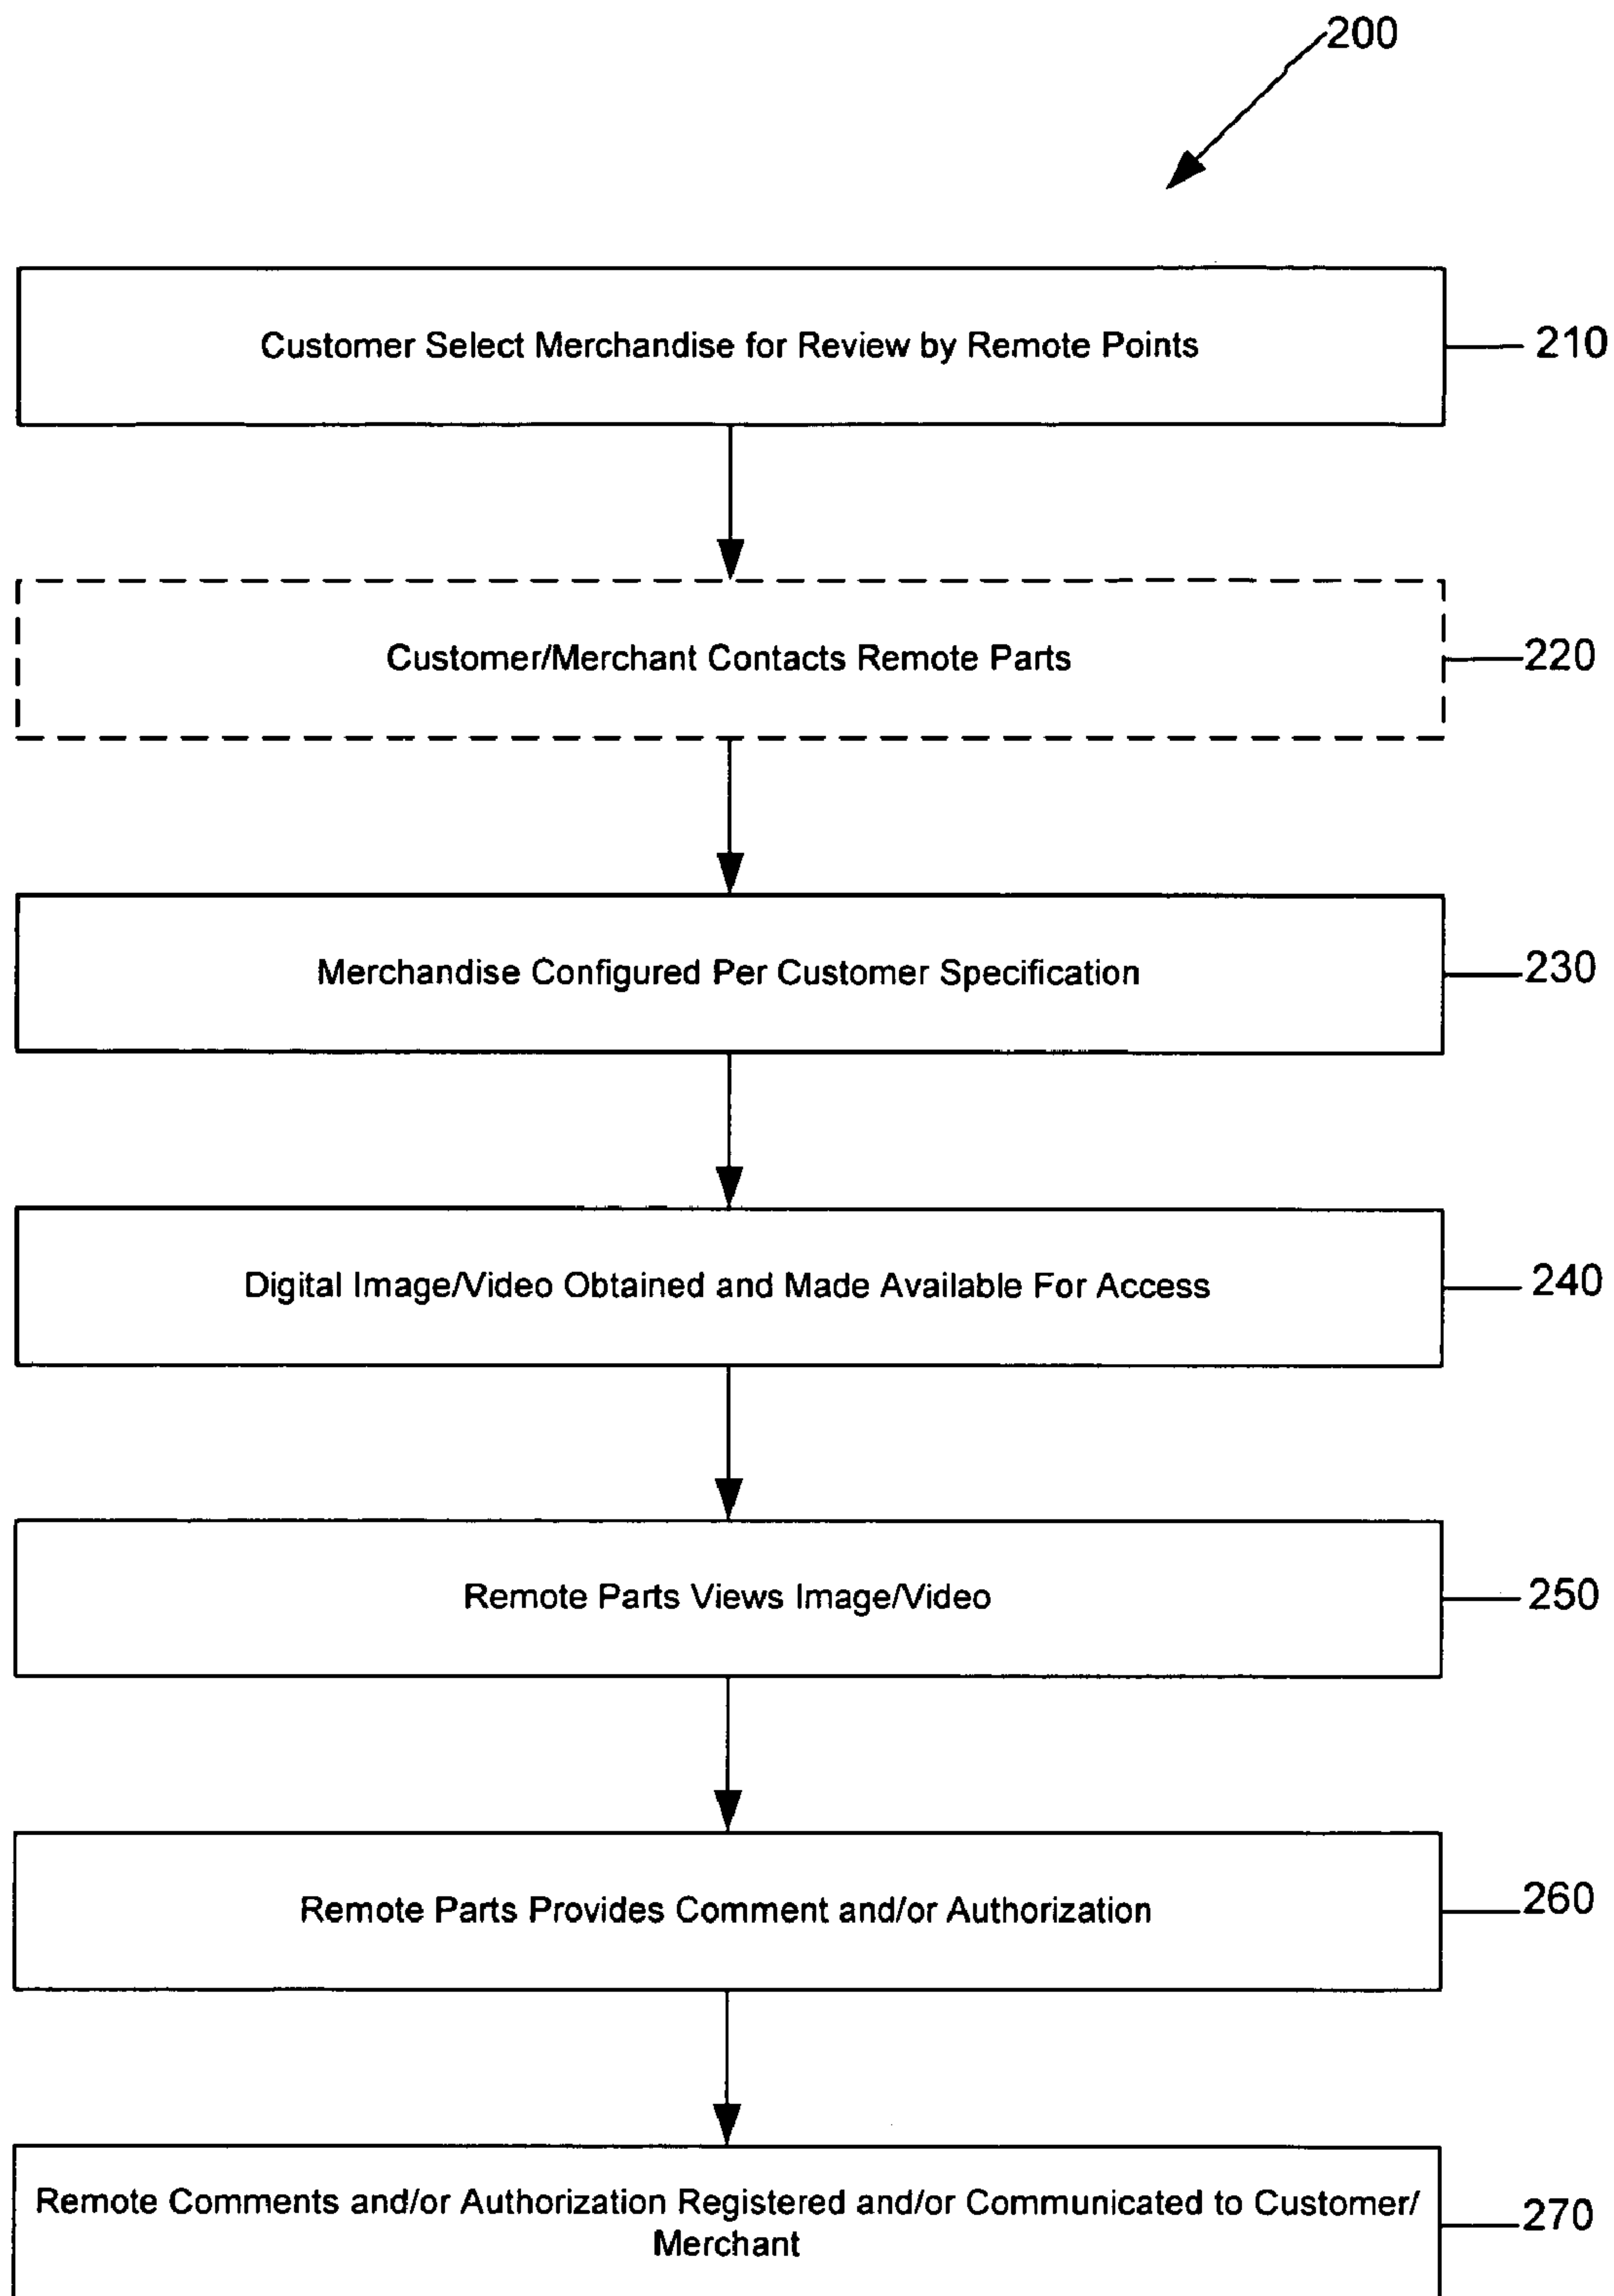 200
Customer Select Merchandise for Review by Remote Points
210
Customer/Merchant Contacts Remote Parts
220
Merchandise Configured Per Customer Specification
230
Digital Image/Video Obtained and Made Available For Access
240
Remote Parts Views Image/Video
250
Remote Parts Provides Comment and/or Authorization
260
Remote Comments and/or Authorization Registered and/or Communicated to Customer/
Merchant
270